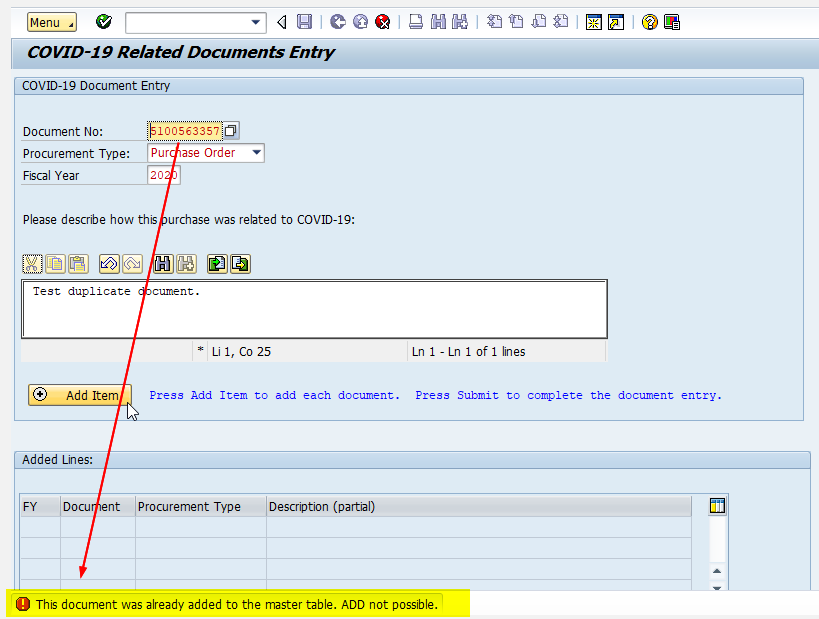 Menu
COVID-19 Related Documents Entry
COVID-19 Document Entry
Document No: 5100563357
Procurement Type: Purchase Order
Fiscal Year 2020
Please describe how this purchase was related to COVID-19:
Test duplicate document.
* Li 1, Co 25 Ln 1 - Ln 1 of 1 lines
Add Item Press Add Item to add each document. Press Submit to complete the document entry.
Added Lines:
FY Document Procurement Type Description (partial)
This document was already added to the master table. ADD not possible.